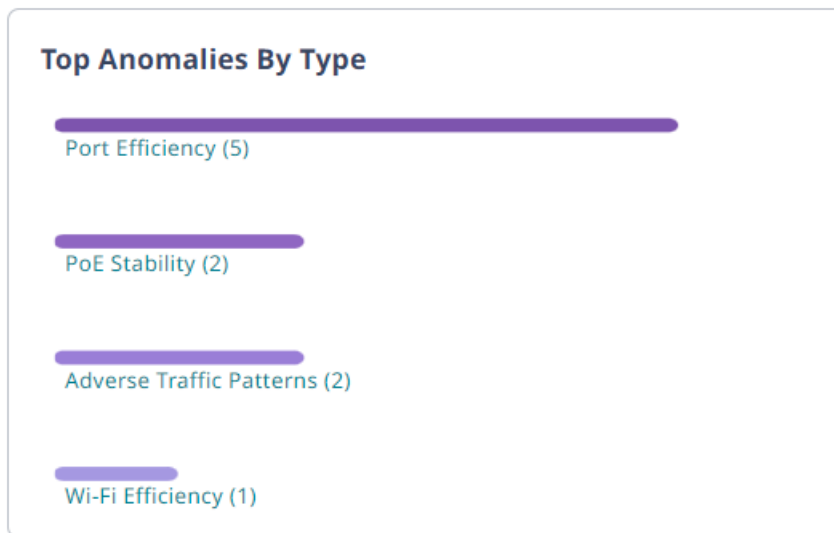 Top Anomalies By Type
Port Efficiency (5)
PoE Stability (2)
Adverse Traffic Patterns (2)
Wi-Fi Efficiency (1)